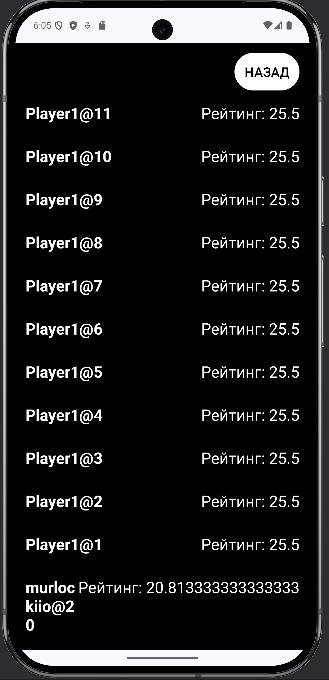 6:05
НАЗАД
Player1@11 Рейтинг: 25.5
Player1@10 Рейтинг: 25.5
Player1@9 Рейтинг: 25.5
Player1@8 Рейтинг: 25.5
Player1@7 Рейтинг: 25.5
Player1@6 Рейтинг: 25.5
Player1@5 Рейтинг: 25.5
Player1@4 Рейтинг: 25.5
Player1@3 Рейтинг: 25.5
Player1@2 Рейтинг: 25.5
Player1@1 Рейтинг: 25.5
murloc Рейтинг: 20.813333333333333
kiio@2
0